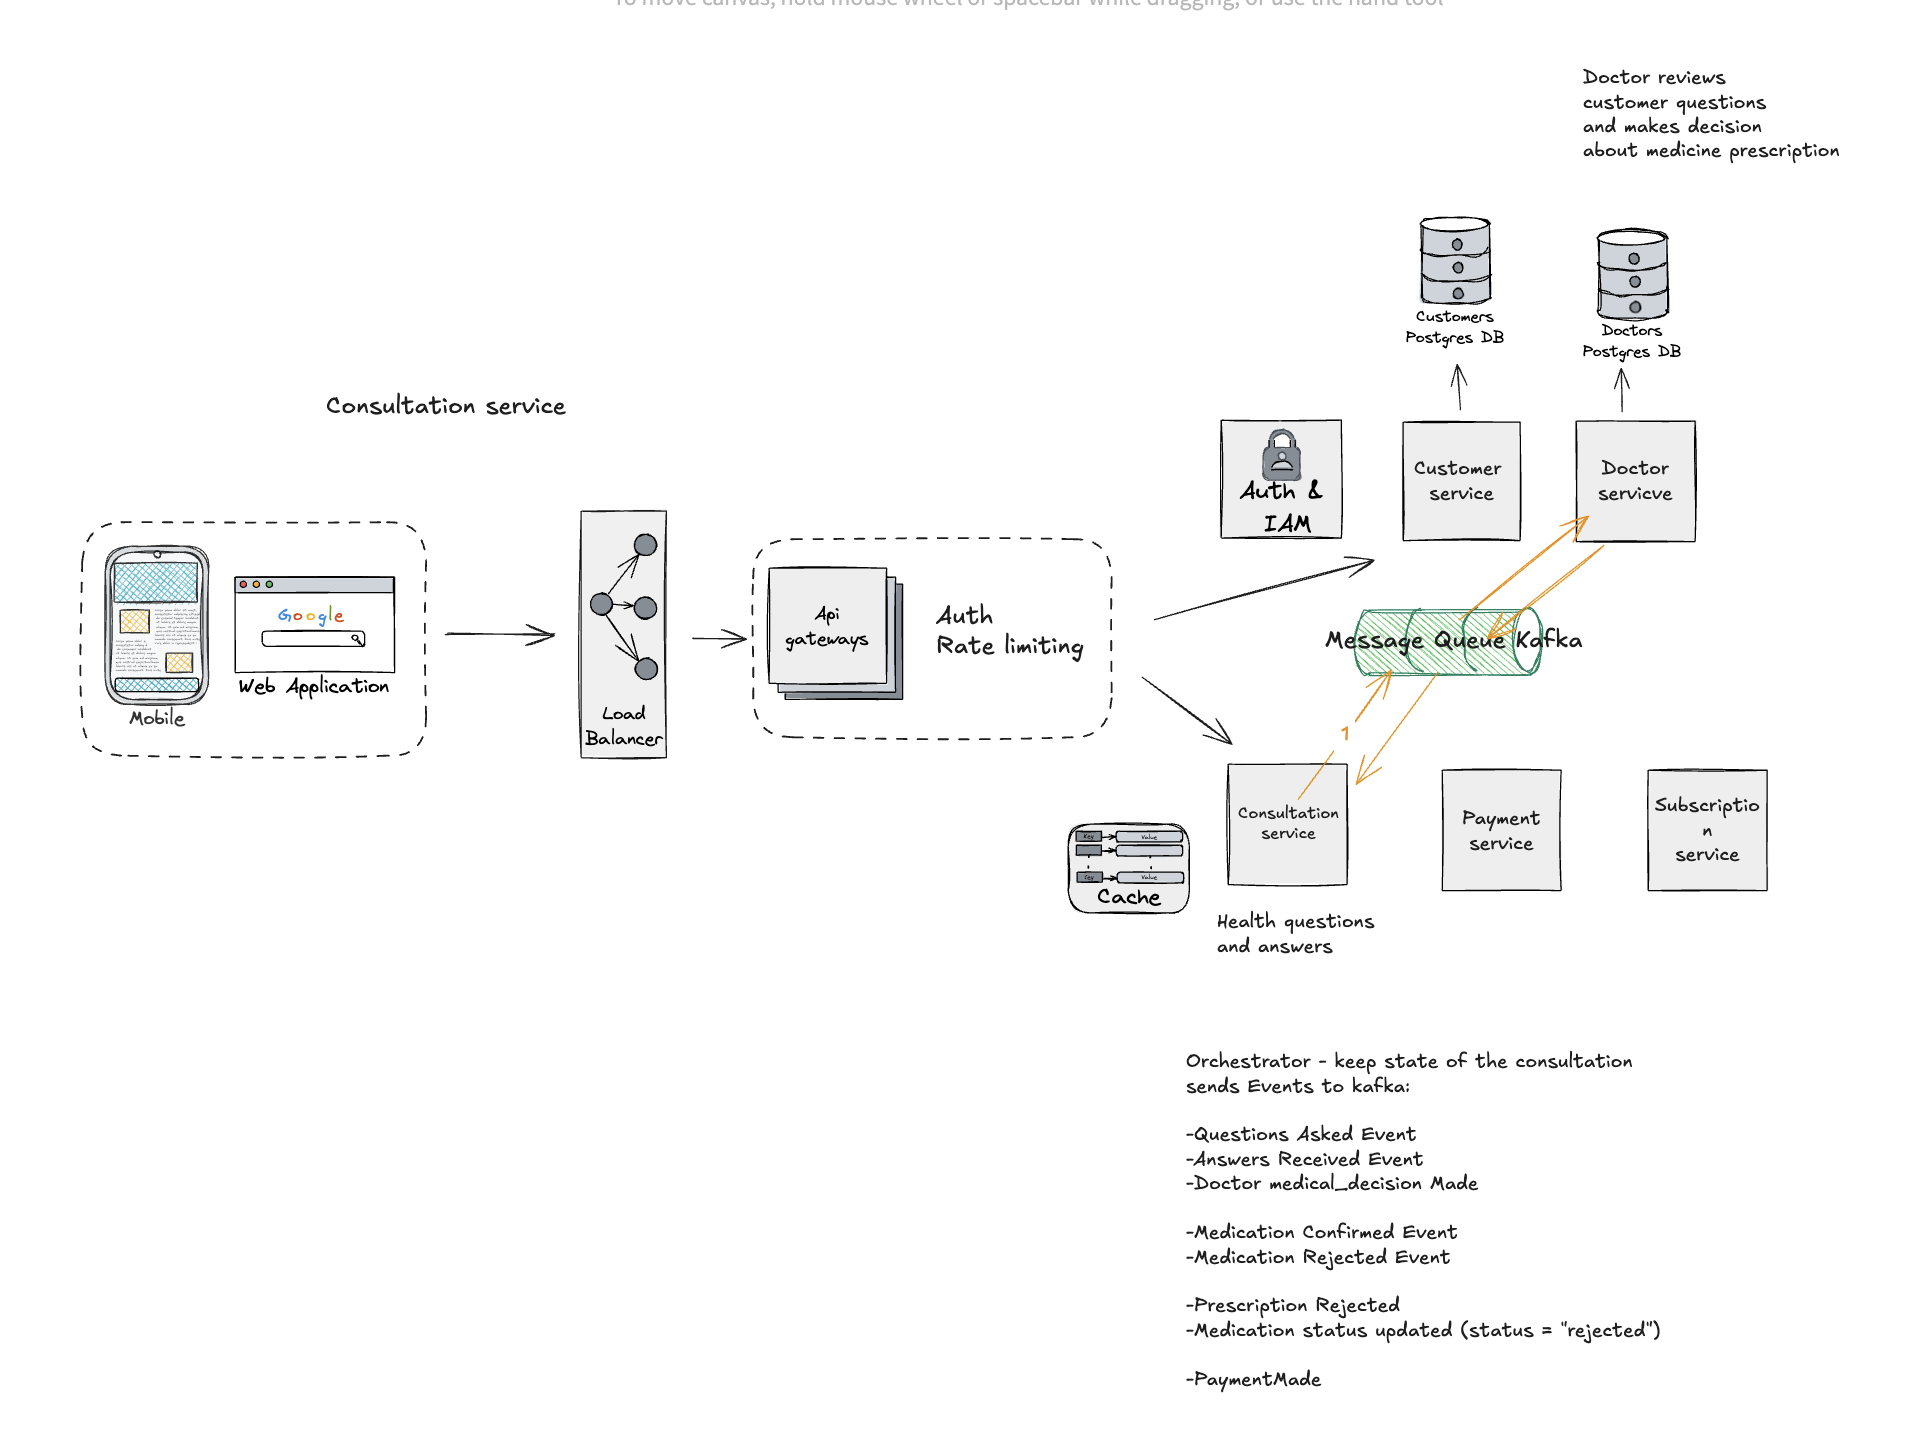 To move canvas, hold mouse wheel or spacebar while dragging, or use the hand tool
Doctor reviews
customer questions
and makes decision
about medicine prescription
Customers
Postgres DB
Doctors
Postgres DB
Consultation service
Auth &
IAM
Customer
service
Doctor
servicve
Google
Web Application
Mobile
Load
Balancer
Api
gateways
Auth
Rate limiting
Message Queue Kafka
1
Consultation
service
Payment
service
Subscriptio
n
service
Key
Value
Key
Value
Cache
Health questions
and answers
Orchestrator - keep state of the consultation
sends Events to kafka:
-Questions Asked Event
-Answers Received Event
-Doctor medical_decision Made
-Medication Confirmed Event
-Medication Rejected Event
-Prescription Rejected
-Medication status updated (status = "rejected")
-PaymentMade